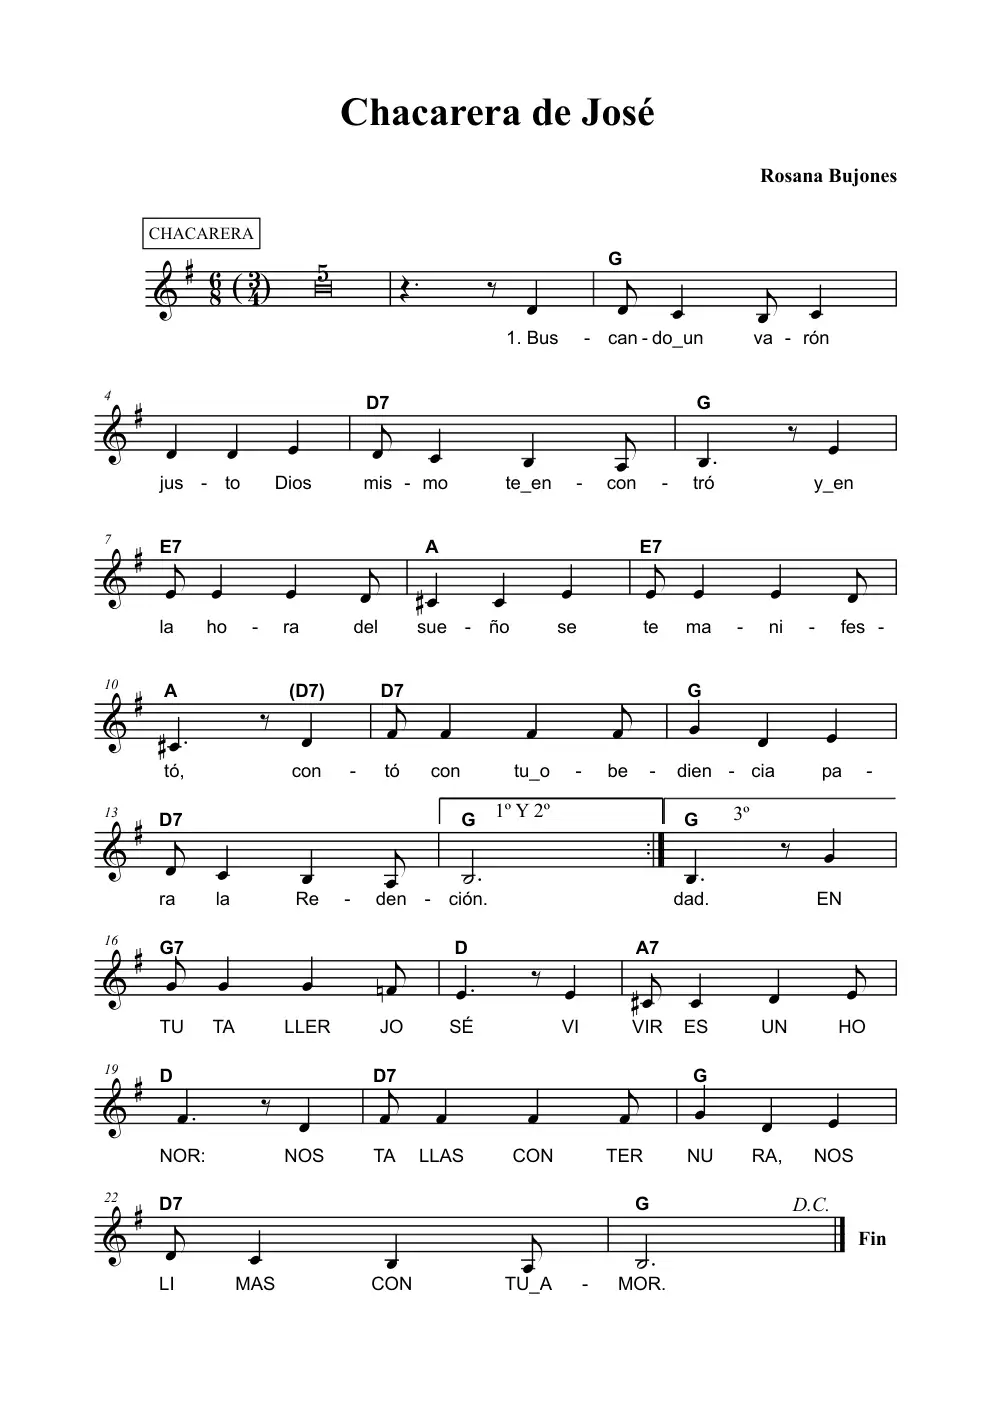 Chacarera de José
Rosana Bujones
CHACARERA
G
6 8 ( 3 4 ) 5
1. Bus - can - do_un va - rón
4
D7 G
jus - to Dios mis - mo te_en - con - tró y_en
7
E7 A E7
la ho - ra del sue - ño se te ma - ni - fes -
10
A (D7) D7 G
tó, con - tó con tu_o - be - dien - cia pa -
13
D7 G 1º Y 2º G 3º
ra la Re - den - ción. dad. EN
16
G7 D A7
TU TA LLER JO SÉ VI VIR ES UN HO
19
D D7 G
NOR: NOS TA LLAS CON TER NU RA, NOS
22
D7 G D.C.
Fin
LI MAS CON TU_A - MOR.